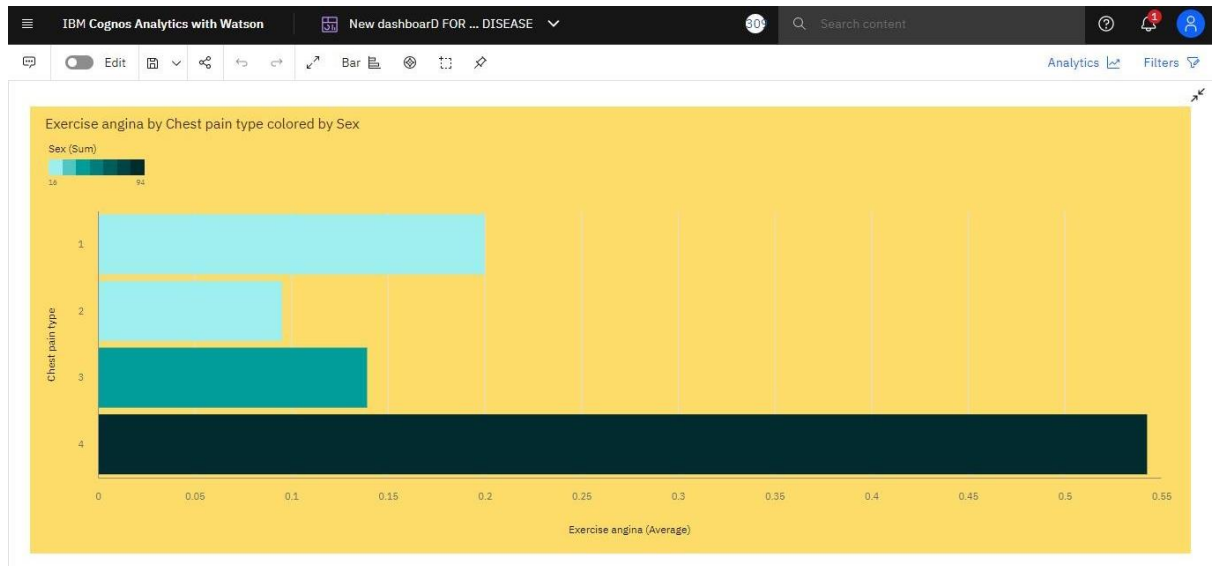 IBM Cognos Analytics with Watson
New dashboarD FOR ... DISEASE
309
Search content
1
Edit
Bar
Analytics
Filters
Exercise angina by Chest pain type colored by Sex
Sex (Sum)
16 94
1
2
3
4
Chest pain type
0 0.05 0.1 0.15 0.2 0.25 0.3 0.35 0.4 0.45 0.5 0.55
Exercise angina (Average)